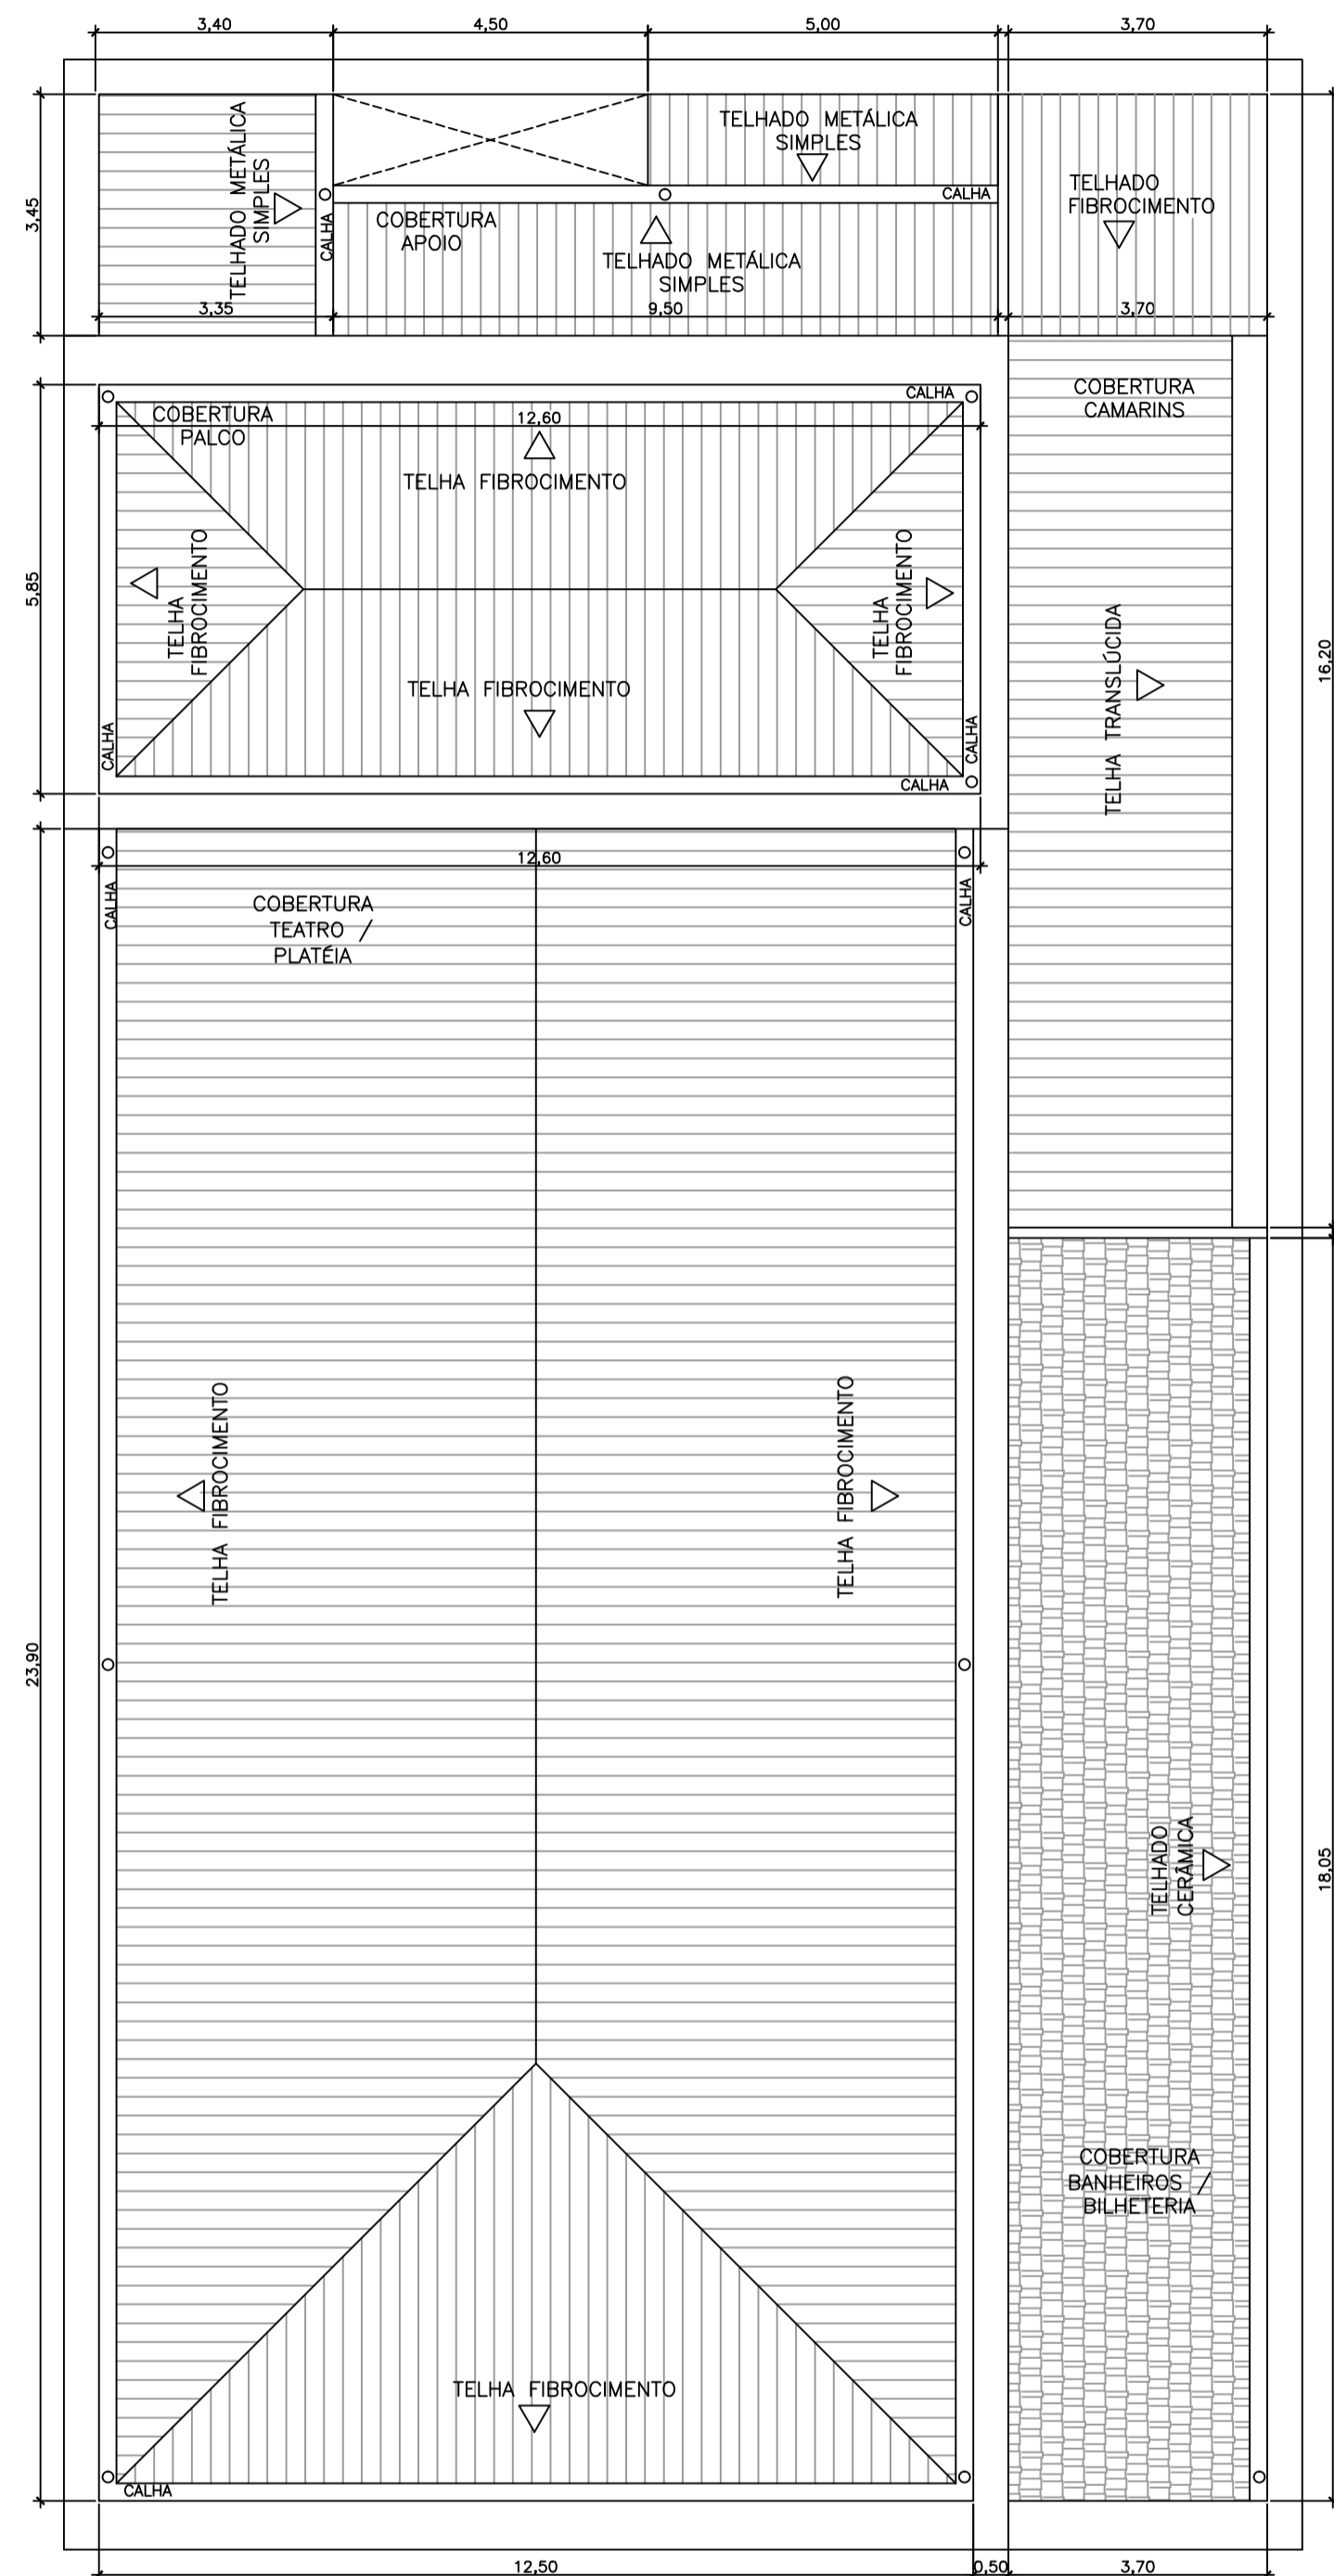 3,40
4,50
5,00
3,70
3,45
TELHADO METÁLICA
SIMPLES
CALHA
TELHADO METÁLICA
SIMPLES
CALHA
COBERTURA
APOIO
TELHADO METÁLICA
SIMPLES
TELHADO
FIBROCIMENTO
3,35
9,50
3,70
5,85
COBERTURA
PALCO
CALHA
12,60
TELHA FIBROCIMENTO
TELHA
FIBROCIMENTO
TELHA
FIBROCIMENTO
TELHA FIBROCIMENTO
CALHA
CALHA
CALHA
COBERTURA
CAMARINS
TELHA TRANSLÚCIDA
16,20
12,60
CALHA
CALHA
COBERTURA
TEATRO /
PLATÉIA
23,90
TELHA FIBROCIMENTO
TELHA FIBROCIMENTO
TELHADO
CERÂMICA
18,05
COBERTURA
BANHEIROS /
BILHETERIA
TELHA FIBROCIMENTO
CALHA
12,50
0,50
3,70